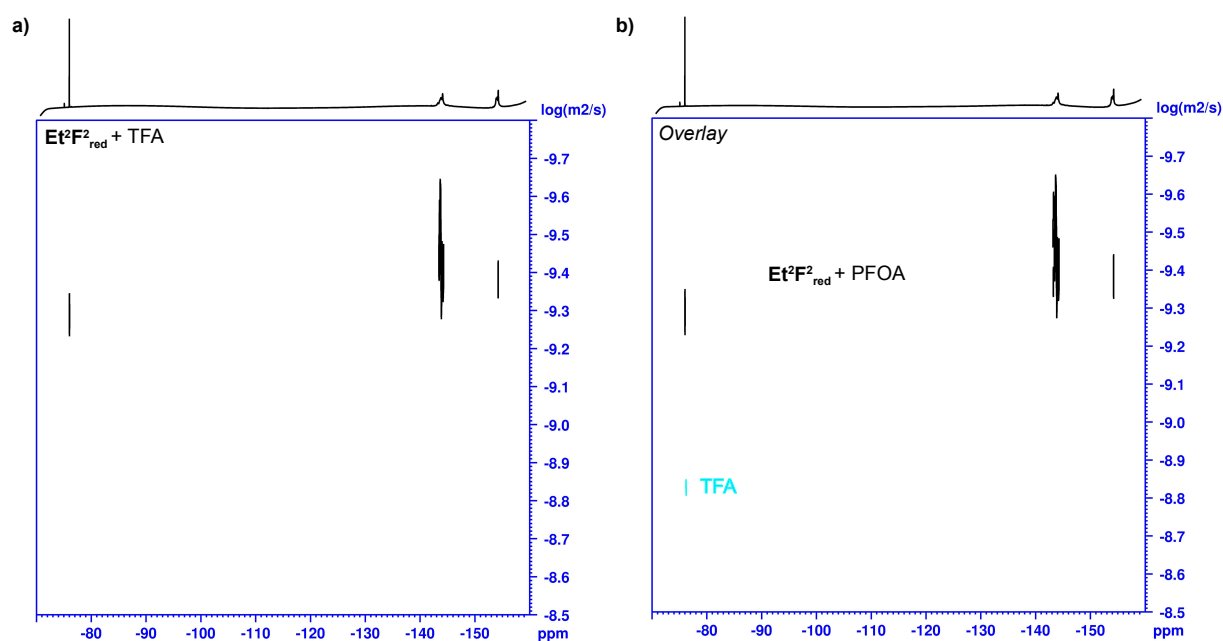 a)
log(m2/s)
Et²F²red + TFA
-9.7
-9.6
-9.5
-9.4
-9.3
-9.2
-9.1
-9.0
-8.9
-8.8
-8.7
-8.6
-8.5
-80 -90 -100 -110 -120 -130 -140 -150 ppm
b)
log(m2/s)
Overlay
Et²F²red + PFOA
TFA
-9.7
-9.6
-9.5
-9.4
-9.3
-9.2
-9.1
-9.0
-8.9
-8.8
-8.7
-8.6
-8.5
-80 -90 -100 -110 -120 -130 -140 -150 ppm